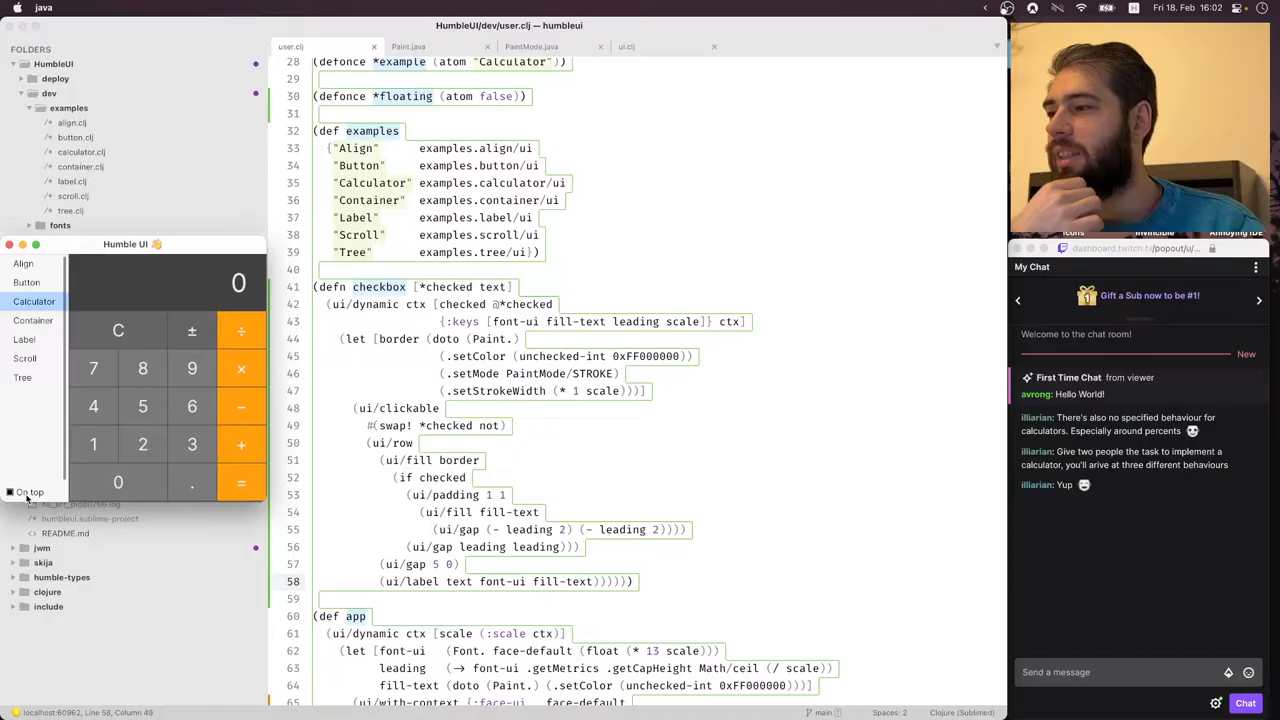 java
Fri 18. Feb 16:02
HumbleUI/dev/user.clj — humbleui
FOLDERS
HumbleUI
deploy
dev
examples
align.clj
button.clj
calculator.clj
container.clj
label.clj
scroll.clj
tree.clj
fonts
Humble UI 👋
Align
Button
Calculator
Container
Label
Scroll
Tree
On top
0
C ± ÷
7 8 9 ×
4 5 6 −
1 2 3 +
0 . =
humbleui.sublime-project
README.md
jwm
skija
humble-types
clojure
include
user.clj
Paint.java
PaintMode.java
ui.clj
28 (defonce *example (atom "Calculator"))
29
30 (defonce *floating (atom false))
31
32 (def examples
33 {"Align" examples.align/ui
34 "Button" examples.button/ui
35 "Calculator" examples.calculator/ui
36 "Container" examples.container/ui
37 "Label" examples.label/ui
38 "Scroll" examples.scroll/ui
39 "Tree" examples.tree/ui})
40
41 (defn checkbox [*checked text]
42 (ui/dynamic ctx [checked @*checked
43 {:keys [font-ui fill-text leading scale]} ctx]
44 (let [border (doto (Paint.)
45 (.setColor (unchecked-int 0xFF000000))
46 (.setMode PaintMode/STROKE)
47 (.setStrokeWidth (* 1 scale)))]
48 (ui/clickable
49 #(swap! *checked not)
50 (ui/row
51 (ui/fill border
52 (if checked
53 (ui/padding 1 1
54 (ui/fill fill-text
55 (ui/gap (- leading 2) (- leading 2))))
56 (ui/gap leading leading)))
57 (ui/gap 5 0)
58 (ui/label text font-ui fill-text))))))
59
60 (def app
61 (ui/dynamic ctx [scale (:scale ctx)]
62 (let [font-ui (Font. face-default (float (* 13 scale)))
63 leading (-> font-ui .getMetrics .getCapHeight Math/ceil (/ scale))
64 fill-text (doto (Paint.) (.setColor (unchecked-int 0xFF000000)))]
65
localhost:60962, Line 58, Column 49
main
Spaces: 2
Clojure (Sublimed)
Icons
Invincible
Annoying IDE
dashboard.twitch.tv/popout/u/...
My Chat
Gift a Sub now to be #1!
Welcome to the chat room!
New
First Time Chat from viewer
avrong: Hello World!
illiarian: There's also no specified behaviour for
calculators. Especially around percents
illiarian: Give two people the task to implement a
calculator, you'll arive at three different behaviours
illiarian: Yup
Send a message
Chat